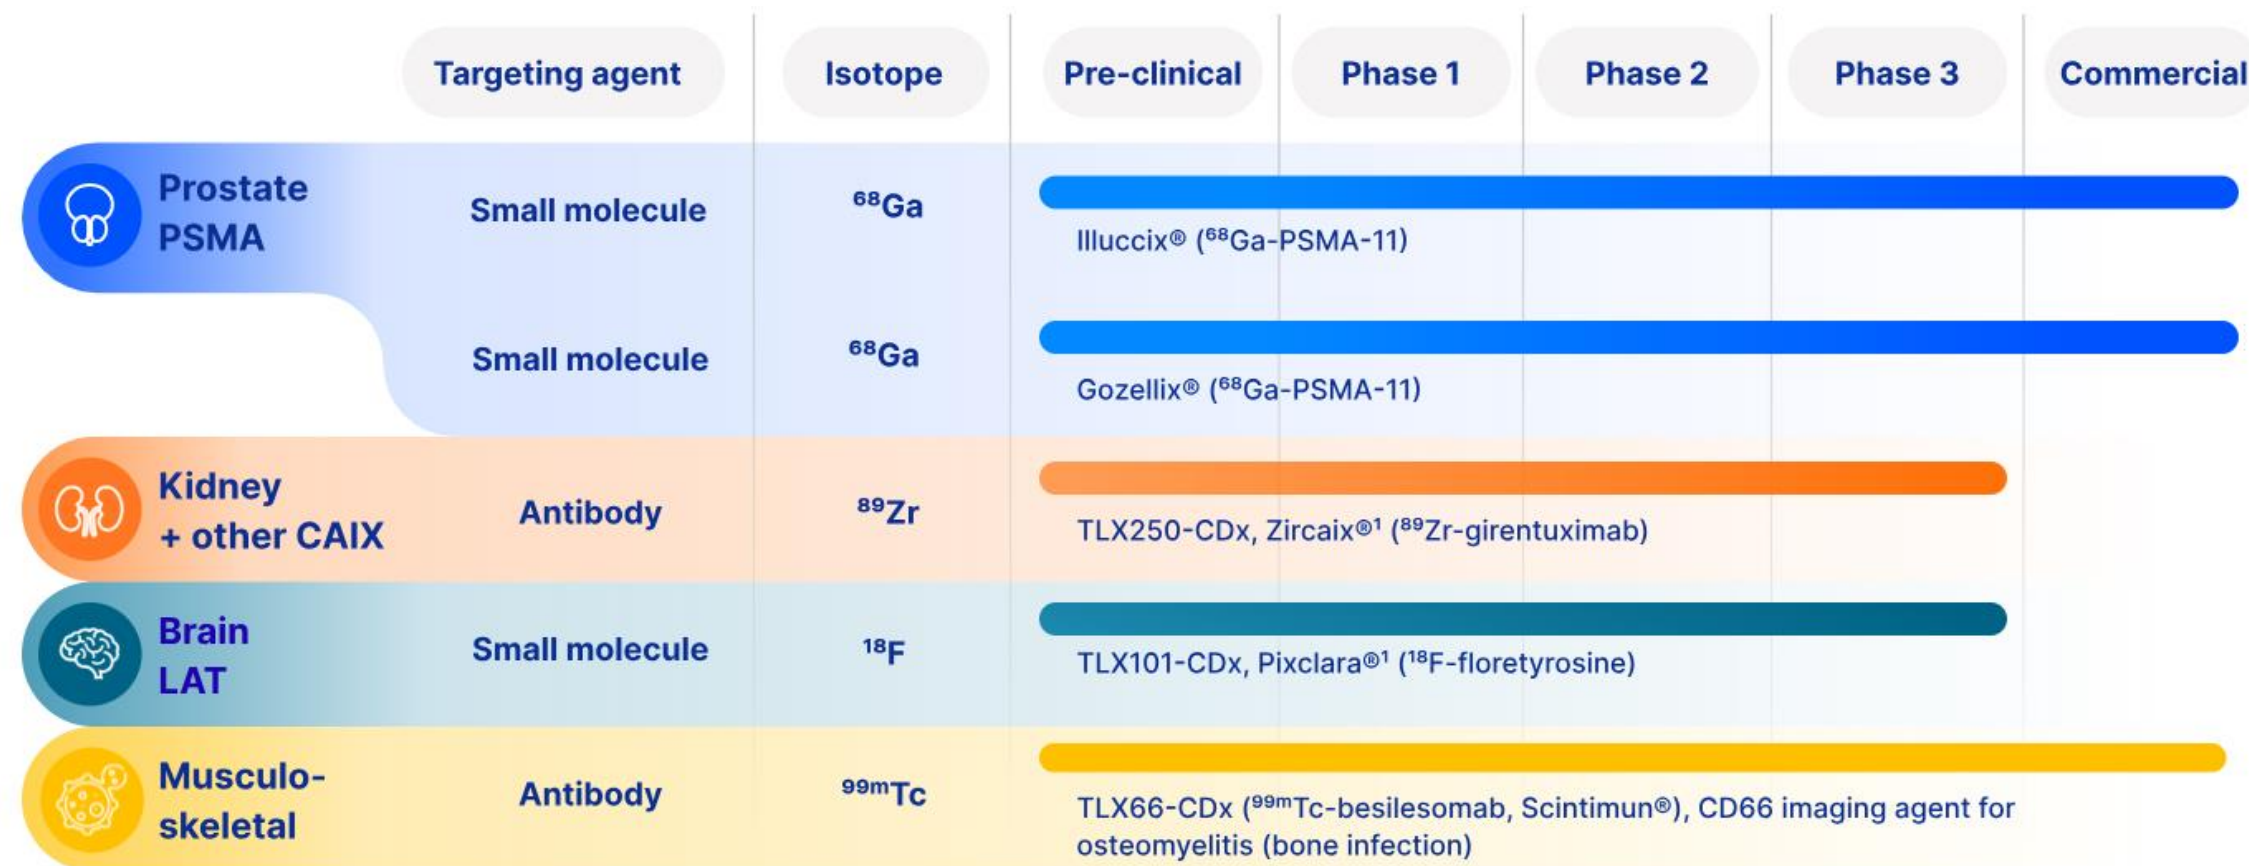 Targeting agent Isotope Pre-clinical Phase 1 Phase 2 Phase 3 Commercial
Prostate
PSMA
Small molecule
⁶⁸Ga
Illuccix® (⁶⁸Ga-PSMA-11)
Small molecule
⁶⁸Ga
Gozellix® (⁶⁸Ga-PSMA-11)
Kidney
+ other CAIX
Antibody
⁸⁹Zr
TLX250-CDx, Zircaix®¹ (⁸⁹Zr-girentuximab)
Brain
LAT
Small molecule
¹⁸F
TLX101-CDx, Pixclara®¹ (¹⁸F-floretyrosine)
Musculo-
skeletal
Antibody
⁹⁹ᵐTc
TLX66-CDx (⁹⁹ᵐTc-besilesomab, Scintimun®), CD66 imaging agent for
osteomyelitis (bone infection)